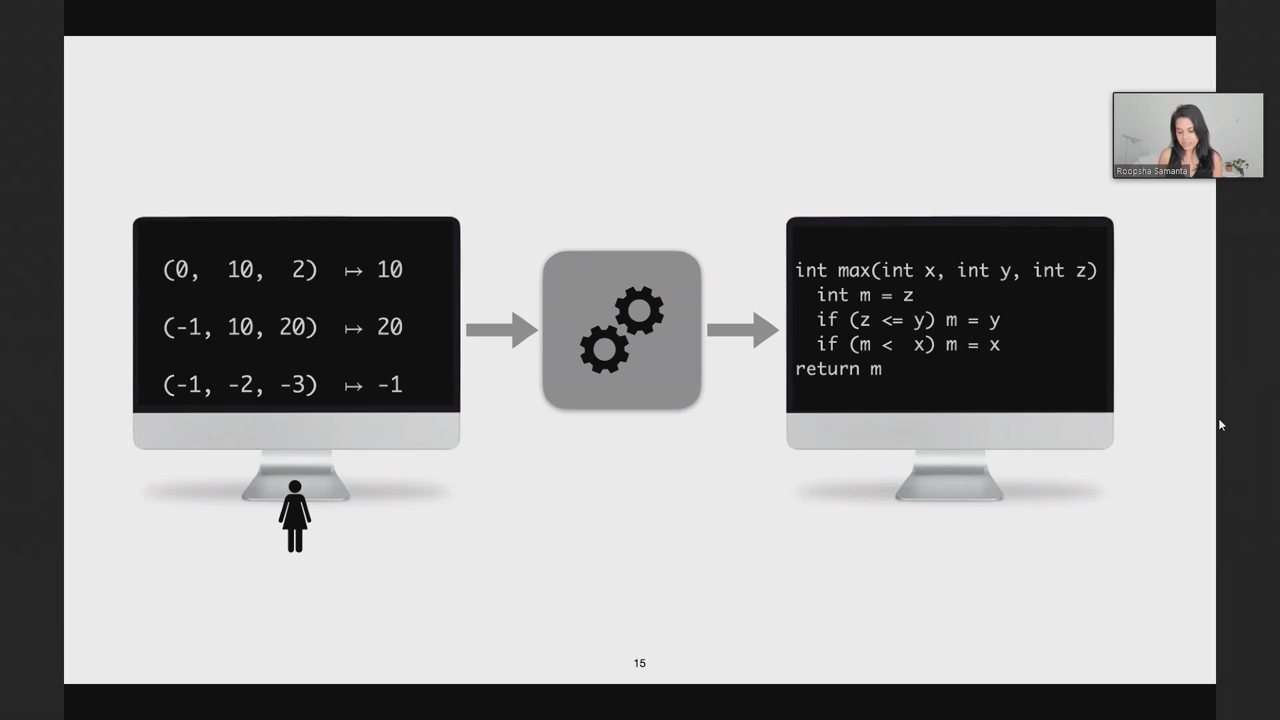 Roopsha Samanta
(0, 10, 2) ↦ 10
(-1, 10, 20) ↦ 20
(-1, -2, -3) ↦ -1
int max(int x, int y, int z)
int m = z
if (z <= y) m = y
if (m < x) m = x
return m
15